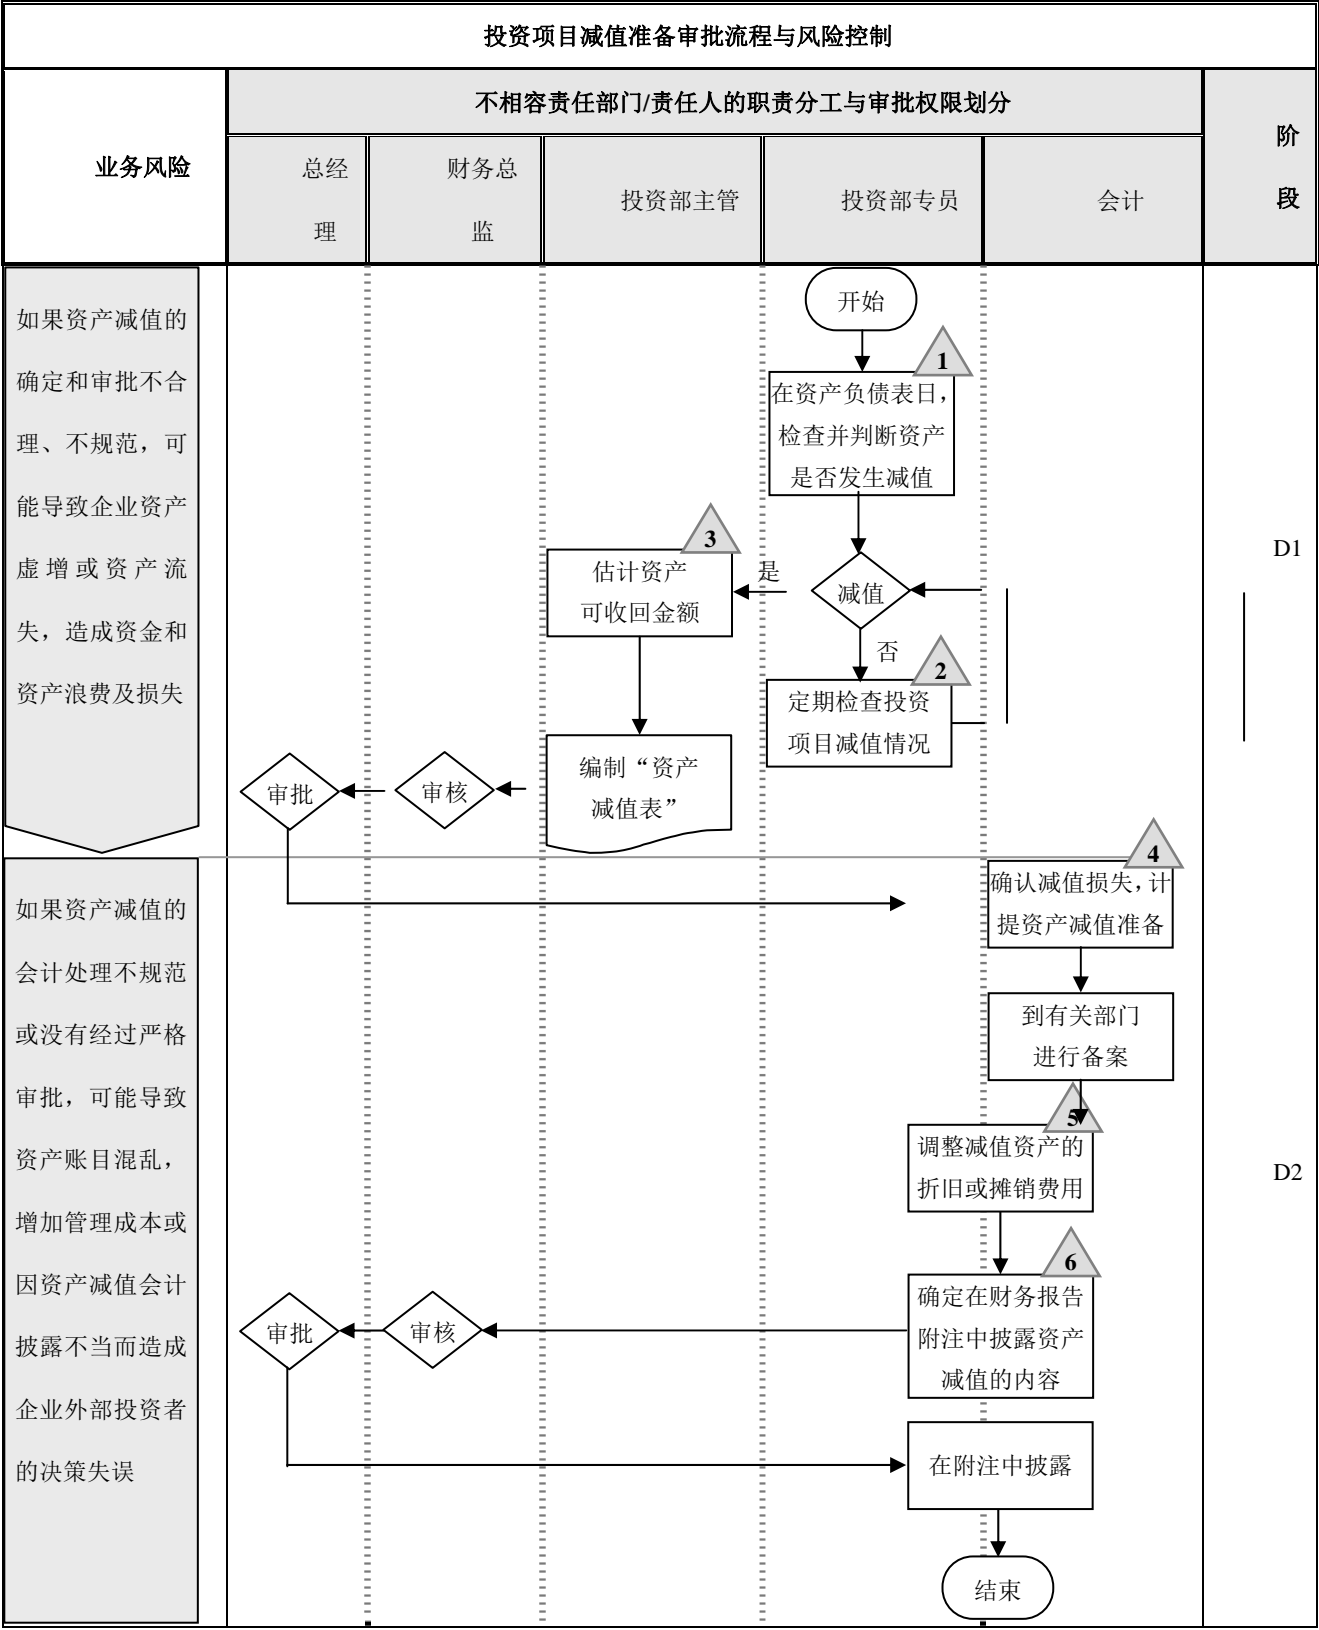 投资项目减值准备审批流程与风险控制
业务风险
不相容责任部门/责任人的职责分工与审批权限划分
阶
段
总经
理
财务总
监
投资部主管
投资部专员
会计
如果资产减值的
确定和审批不合
理、不规范，可
能导致企业资产
虚增或资产流
失，造成资金和
资产浪费及损失
开始
1
在资产负债表日，
检查并判断资产
是否发生减值
3
估计资产
可收回金额
是
减值
否
2
定期检查投资
项目减值情况
编制“资产
减值表”
审核
审批
D1
如果资产减值的
会计处理不规范
或没有经过严格
审批，可能导致
资产账目混乱，
增加管理成本或
因资产减值会计
披露不当而造成
企业外部投资者
的决策失误
4
确认减值损失，计
提资产减值准备
到有关部门
进行备案
5
调整减值资产的
折旧或摊销费用
6
确定在财务报告
附注中披露资产
减值的内容
审核
审批
在附注中披露
结束
D2